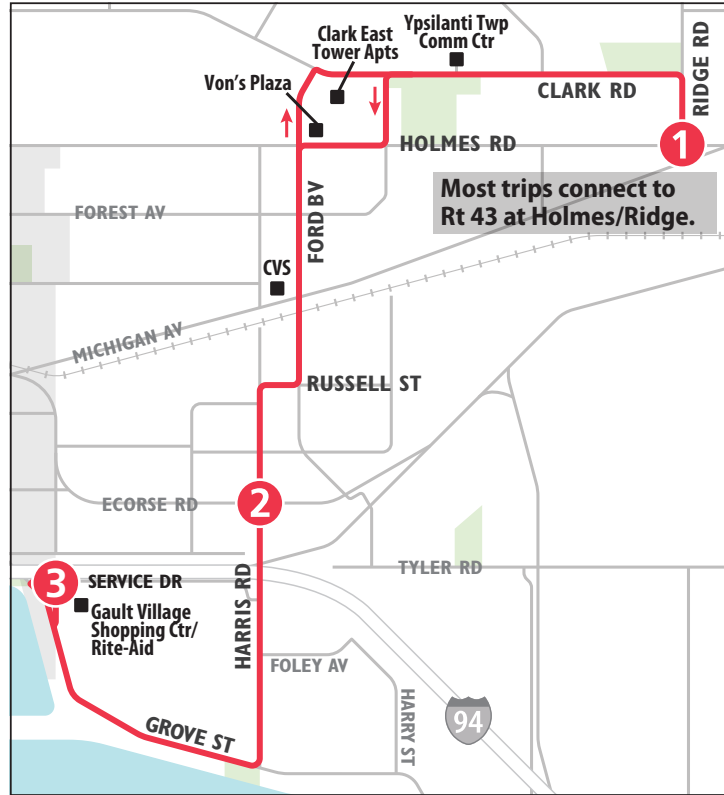 Ypsilanti Twp
Comm Ctr
Clark East
Tower Apts
Von's Plaza
RIDGE RD
CLARK RD
HOLMES RD
1
Most trips connect to
Rt 43 at Holmes/Ridge.
FOREST AV
FORD BV
CVS
MICHIGAN AV
RUSSELL ST
ECORSE RD
2
TYLER RD
3
SERVICE DR
Gault Village
Shopping Ctr/
Rite-Aid
HARRIS RD
FOLEY AV
HARRY ST
94
GROVE ST